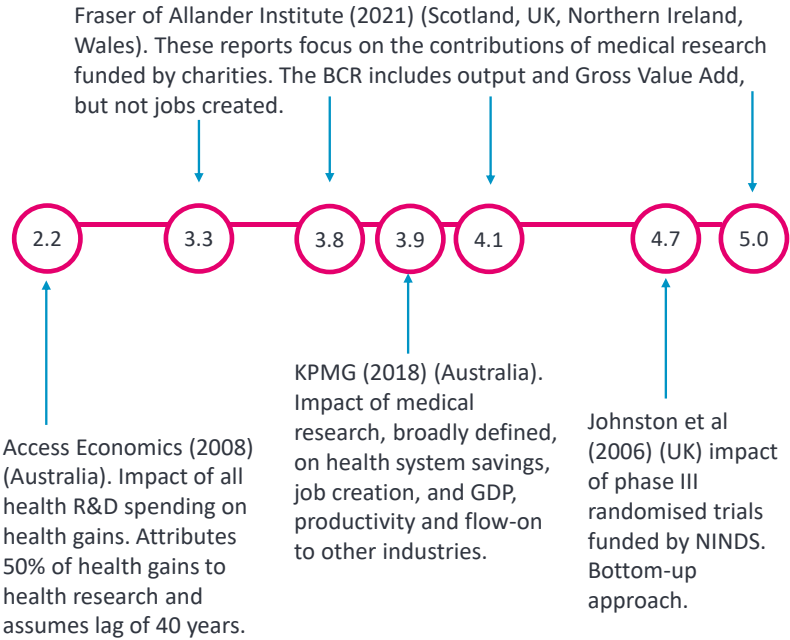 Fraser of Allander Institute (2021) (Scotland, UK, Northern Ireland,
Wales). These reports focus on the contributions of medical research
funded by charities. The BCR includes output and Gross Value Add,
but not jobs created.
2.2
3.3
3.8
3.9
4.1
4.7
5.0
Access Economics (2008)
(Australia). Impact of all
health R&D spending on
health gains. Attributes
50% of health gains to
health research and
assumes lag of 40 years.
KPMG (2018) (Australia).
Impact of medical
research, broadly defined,
on health system savings,
job creation, and GDP,
productivity and flow-on
to other industries.
Johnston et al
(2006) (UK) impact
of phase III
randomised trials
funded by NINDS.
Bottom-up
approach.